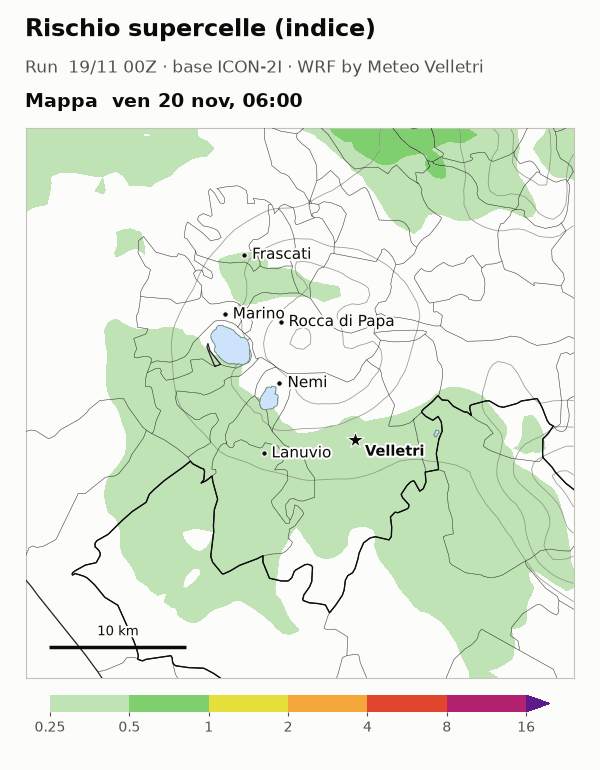 Rischio supercelle (indice)
Run  19/11 00Z · base ICON-2I · WRF by Meteo Velletri
Mappa  ven 20 nov, 06:00
Frascati
Marino
Rocca di Papa
Nemi
Lanuvio
Velletri
10 km
0.25 0.5 1 2 4 8 16